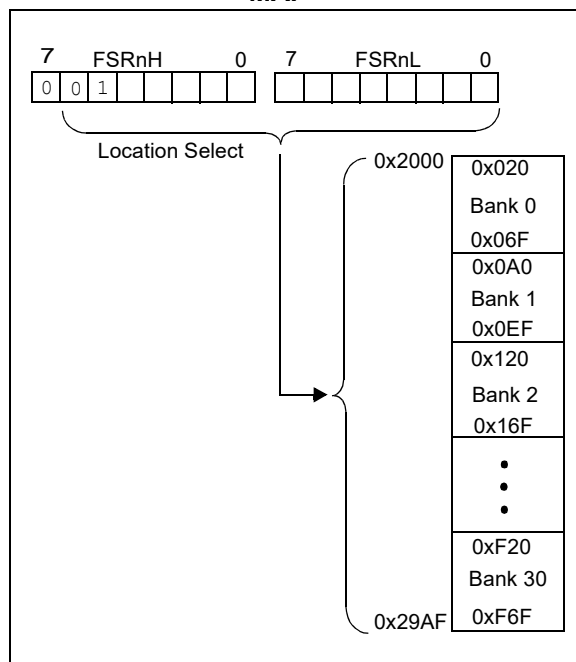 7 FSRnH 0 7 FSRnL 0
0 0 1
Location Select
0x2000 0x020
Bank 0
0x06F
0x0A0
Bank 1
0x0EF
0x120
Bank 2
0x16F
0xF20
Bank 30
0x29AF 0xF6F